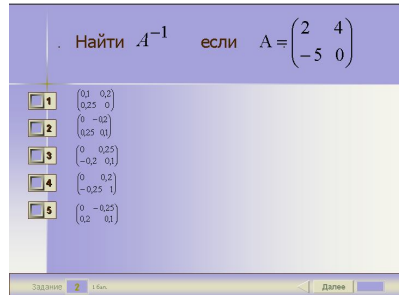 . Найти A⁻¹ если A = (2 4
-5 0)
1 (0,1 0,2
0,25 0)
2 (0 -0,2
0,25 0,1)
3 (0 0,25
-0,2 0,1)
4 (0 0,2
-0,25 1)
5 (0 -0,25
0,2 0,1)
Задание 2 1 бал. Далее